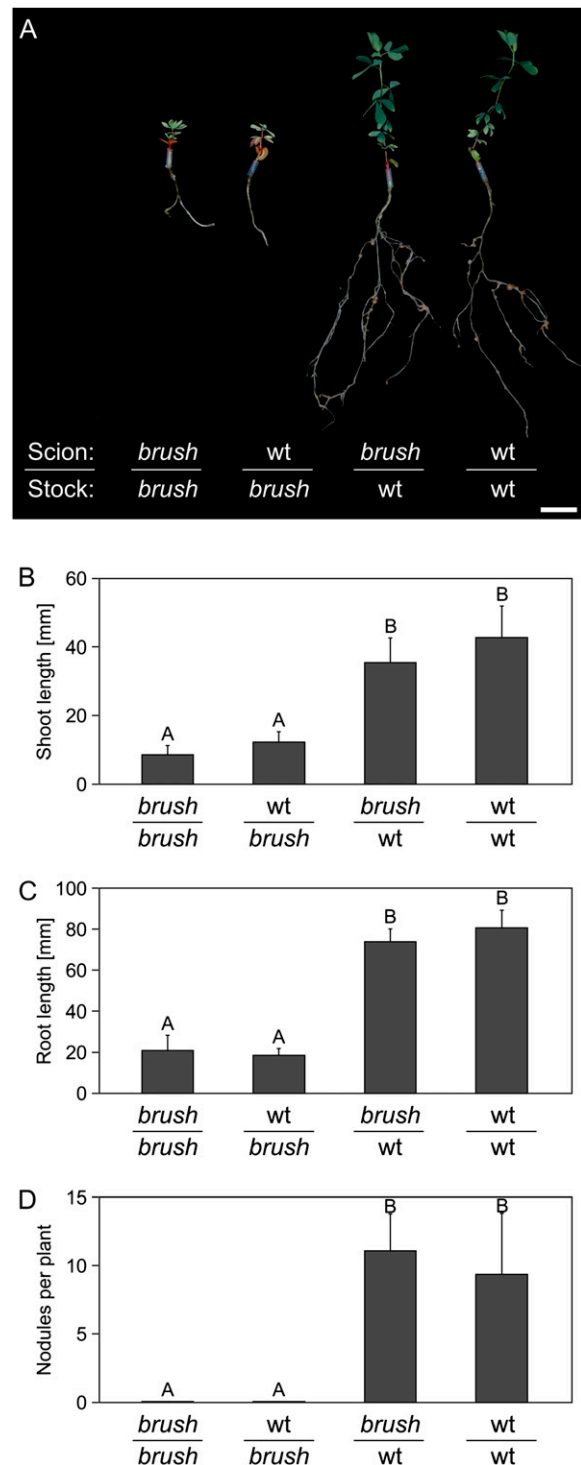 A
Scion: brush wt brush wt
Stock: brush brush wt wt
B
60
40
20
0
Shoot length [mm]
A A B B
brush wt brush wt
brush brush wt wt
C
100
80
60
40
20
0
Root length [mm]
A A B B
brush wt brush wt
brush brush wt wt
D
15
10
5
0
Nodules per plant
A A B B
brush wt brush wt
brush brush wt wt